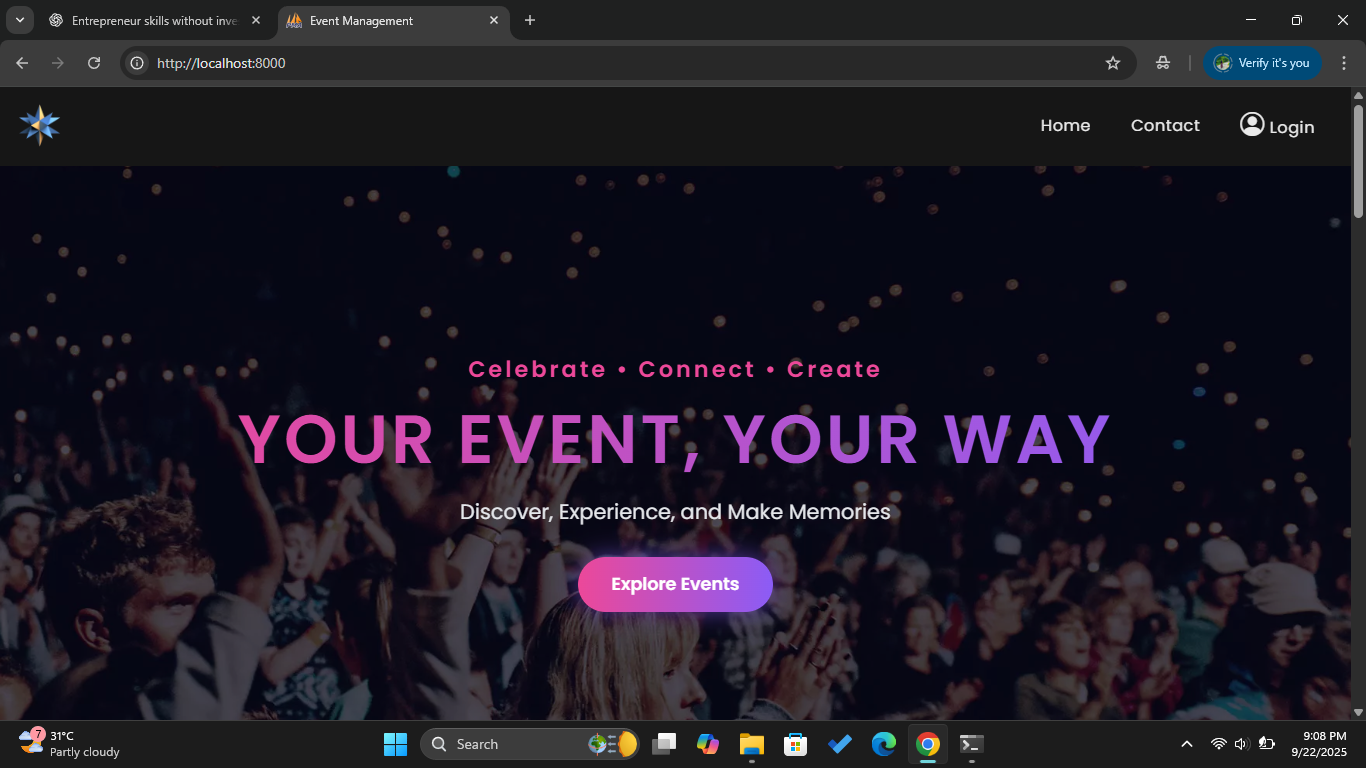 Entrepreneur skills without inve
Event Management
http://localhost:8000
Verify it's you
Home
Contact
Login
Celebrate • Connect • Create
YOUR EVENT, YOUR WAY
Discover, Experience, and Make Memories
Explore Events
7
31°C
Partly cloudy
Search
9:08 PM
9/22/2025